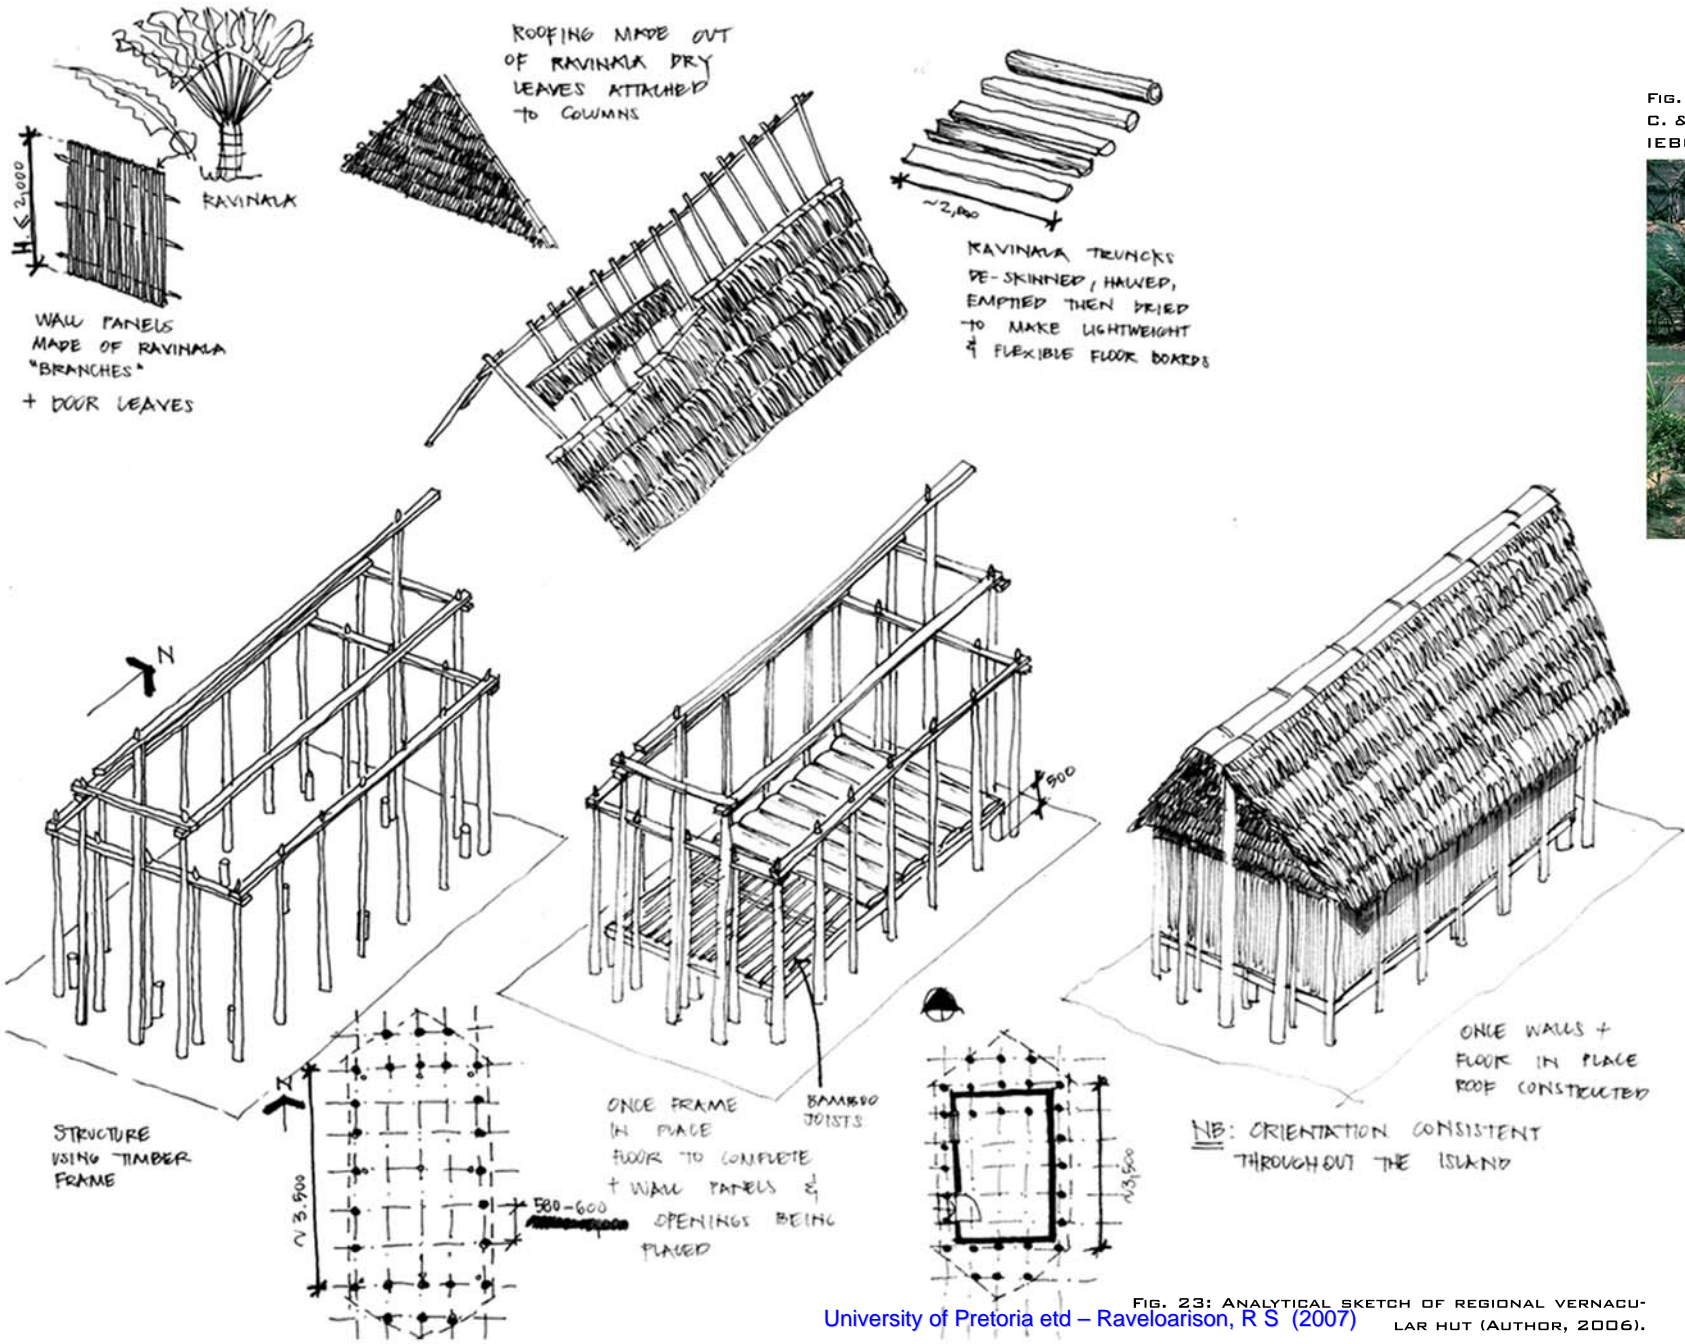 RAVINALA
H. ≤ 2,000
WALL PANELS
MADE OF RAVINALA
"BRANCHES"
+ DOOR LEAVES
ROOFING MADE OUT
OF RAVINALA DRY
LEAVES ATTACHED
TO COLUMNS
~2,000
RAVINALA TRUNCKS
DE-SKINNED, HALVED,
EMPTIED THEN DRIED
TO MAKE LIGHTWEIGHT
& FLEXIBLE FLOOR BOARDS
FIG.
C. &
IEB
N
500
STRUCTURE
USING TIMBER
FRAME
N
~3.500
580-600
ONCE FRAME
IN PLACE
FLOOR TO COMPLETE
+ WALL PANELS &
OPENINGS BEING
PLACED
BAMBOO
JOISTS
~3,500
ONCE WALLS +
FLOOR IN PLACE
ROOF CONSTRUCTED
NB: ORIENTATION CONSISTENT
THROUGHOUT THE ISLAND
FIG. 23: ANALYTICAL SKETCH OF REGIONAL VERNACU-
LAR HUT (AUTHOR, 2006).
University of Pretoria etd – Raveloarison, R S (2007)